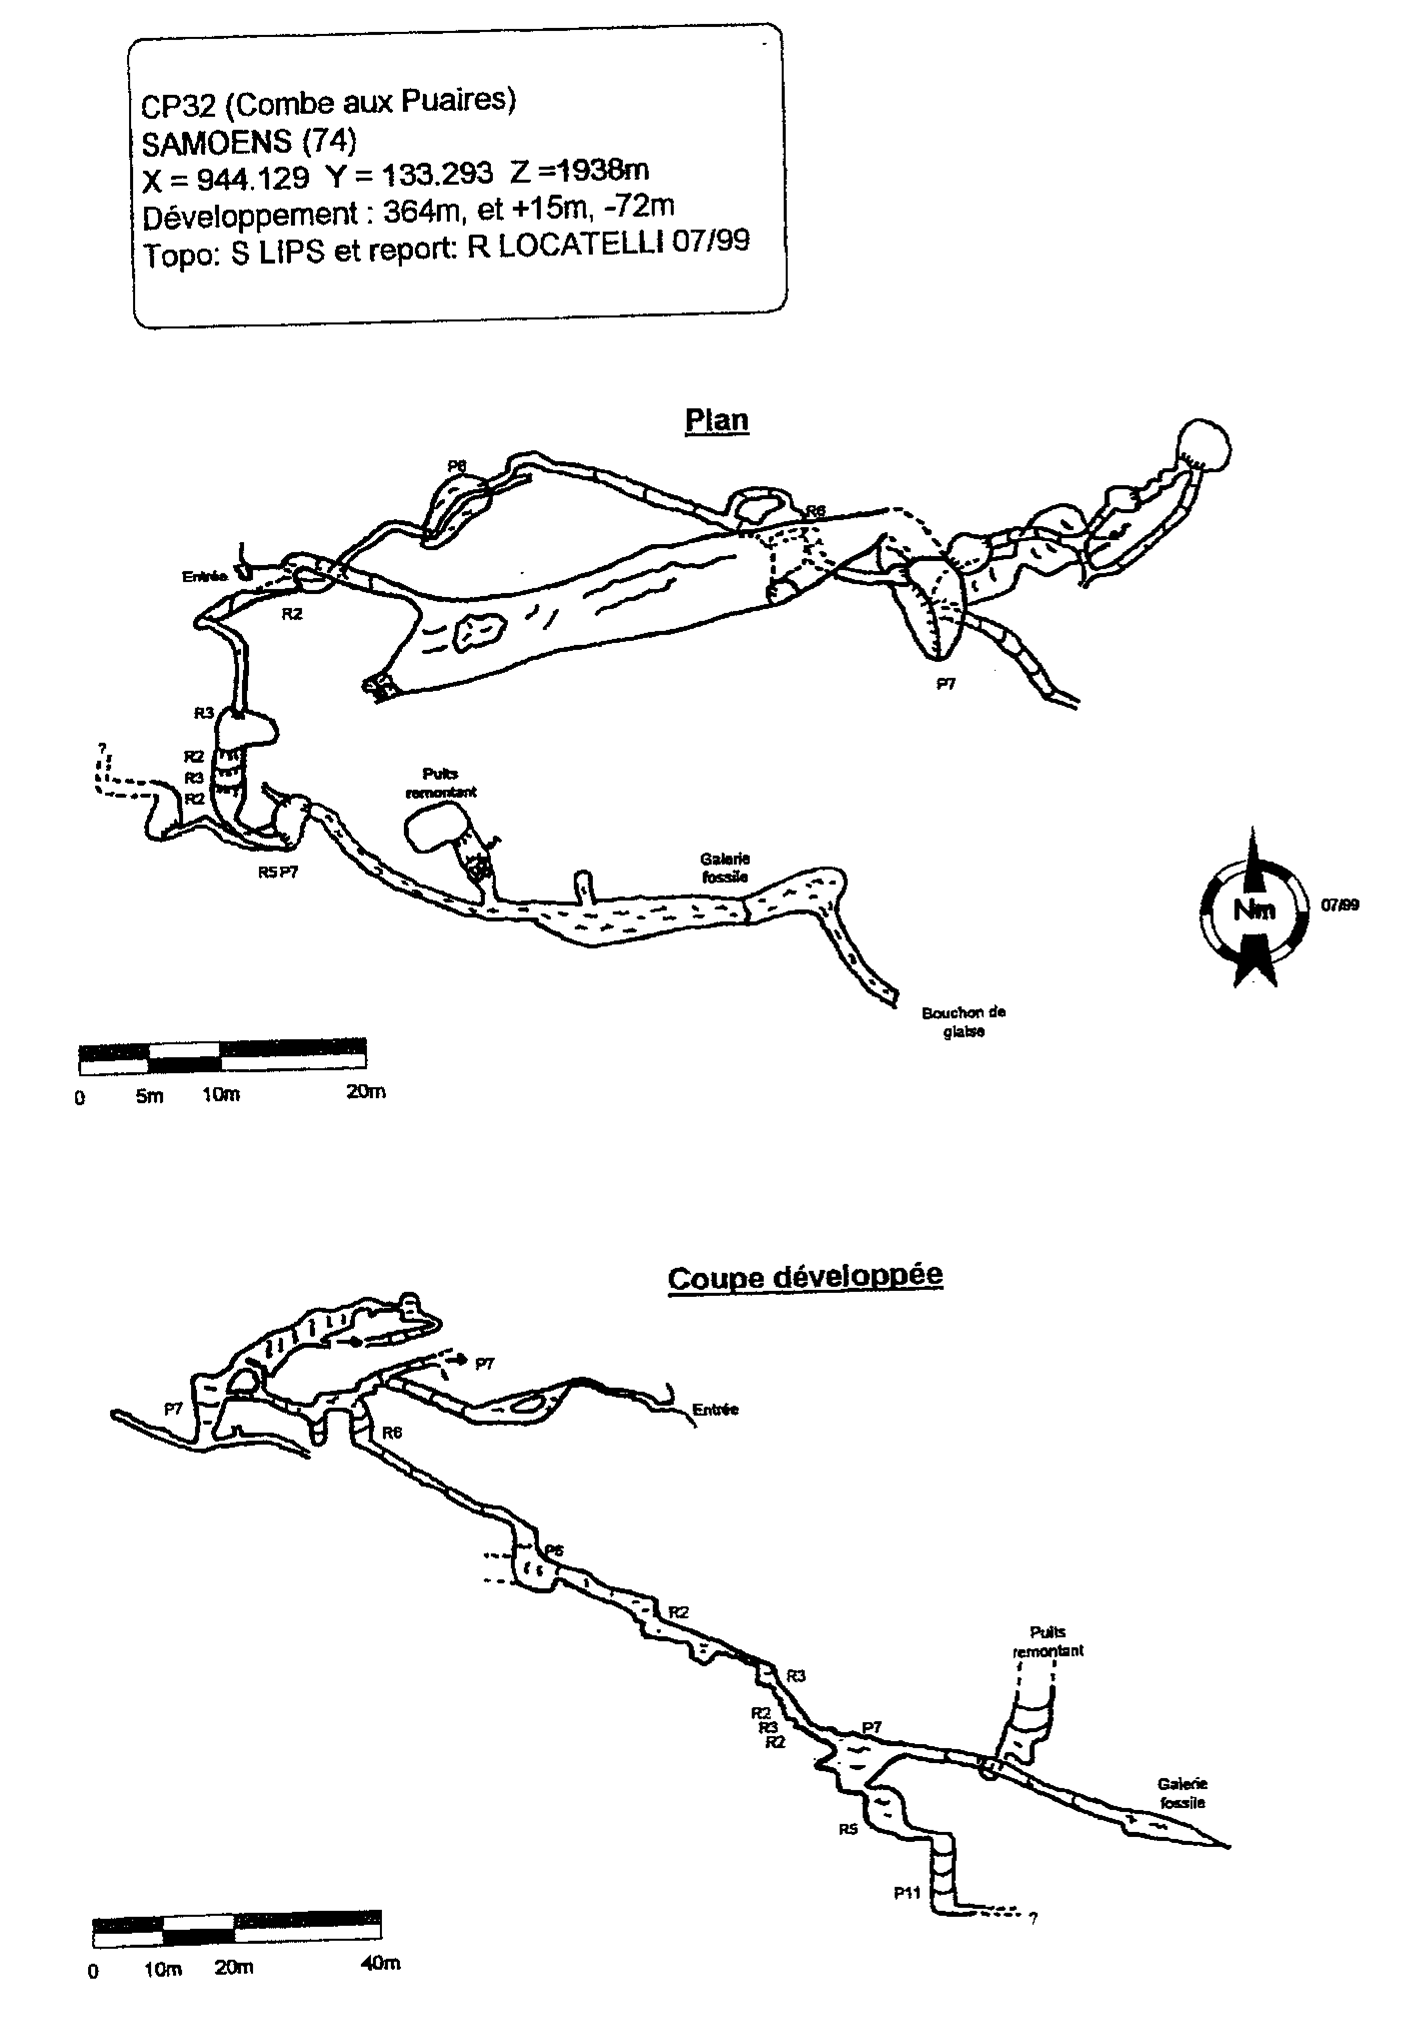 CP32 (Combe aux Puaires)
SAMOENS (74)
X = 944.129 Y = 133.293 Z =1938m
Développement : 364m, et +15m, -72m
Topo: S LIPS et report: R LOCATELLI 07/99
Plan
P6
R6
Entrée
R2
P7
R3
R2
R3
R2
?
Puits
remontant
R5 P7
Galerie
fossile
Nm
07/99
Bouchon de
glaise
0 5m 10m 20m
Coupe développée
P7
P7
Entrée
R6
P6
R2
R3
R2
R3
R2
P7
Puits
remontant
Galerie
fossile
R5
P11
?
0 10m 20m 40m